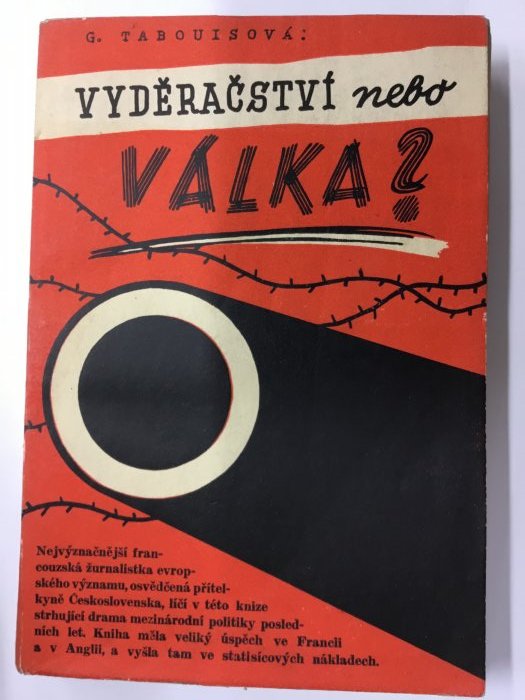 G. TABOUISOVÁ:
VYDĚRAČSTVÍ nebo
VÁLKA?
Nejvýznačnější fran-
couzská žurnalistka evrop-
ského významu, osvědčená přítel-
kyně Československa, líčí v této knize
strhující drama mezinárodní politiky posled-
ních let. Kniha měla veliký úspěch ve Francii
a v Anglii, a vyšla tam ve statisícových nákladech.